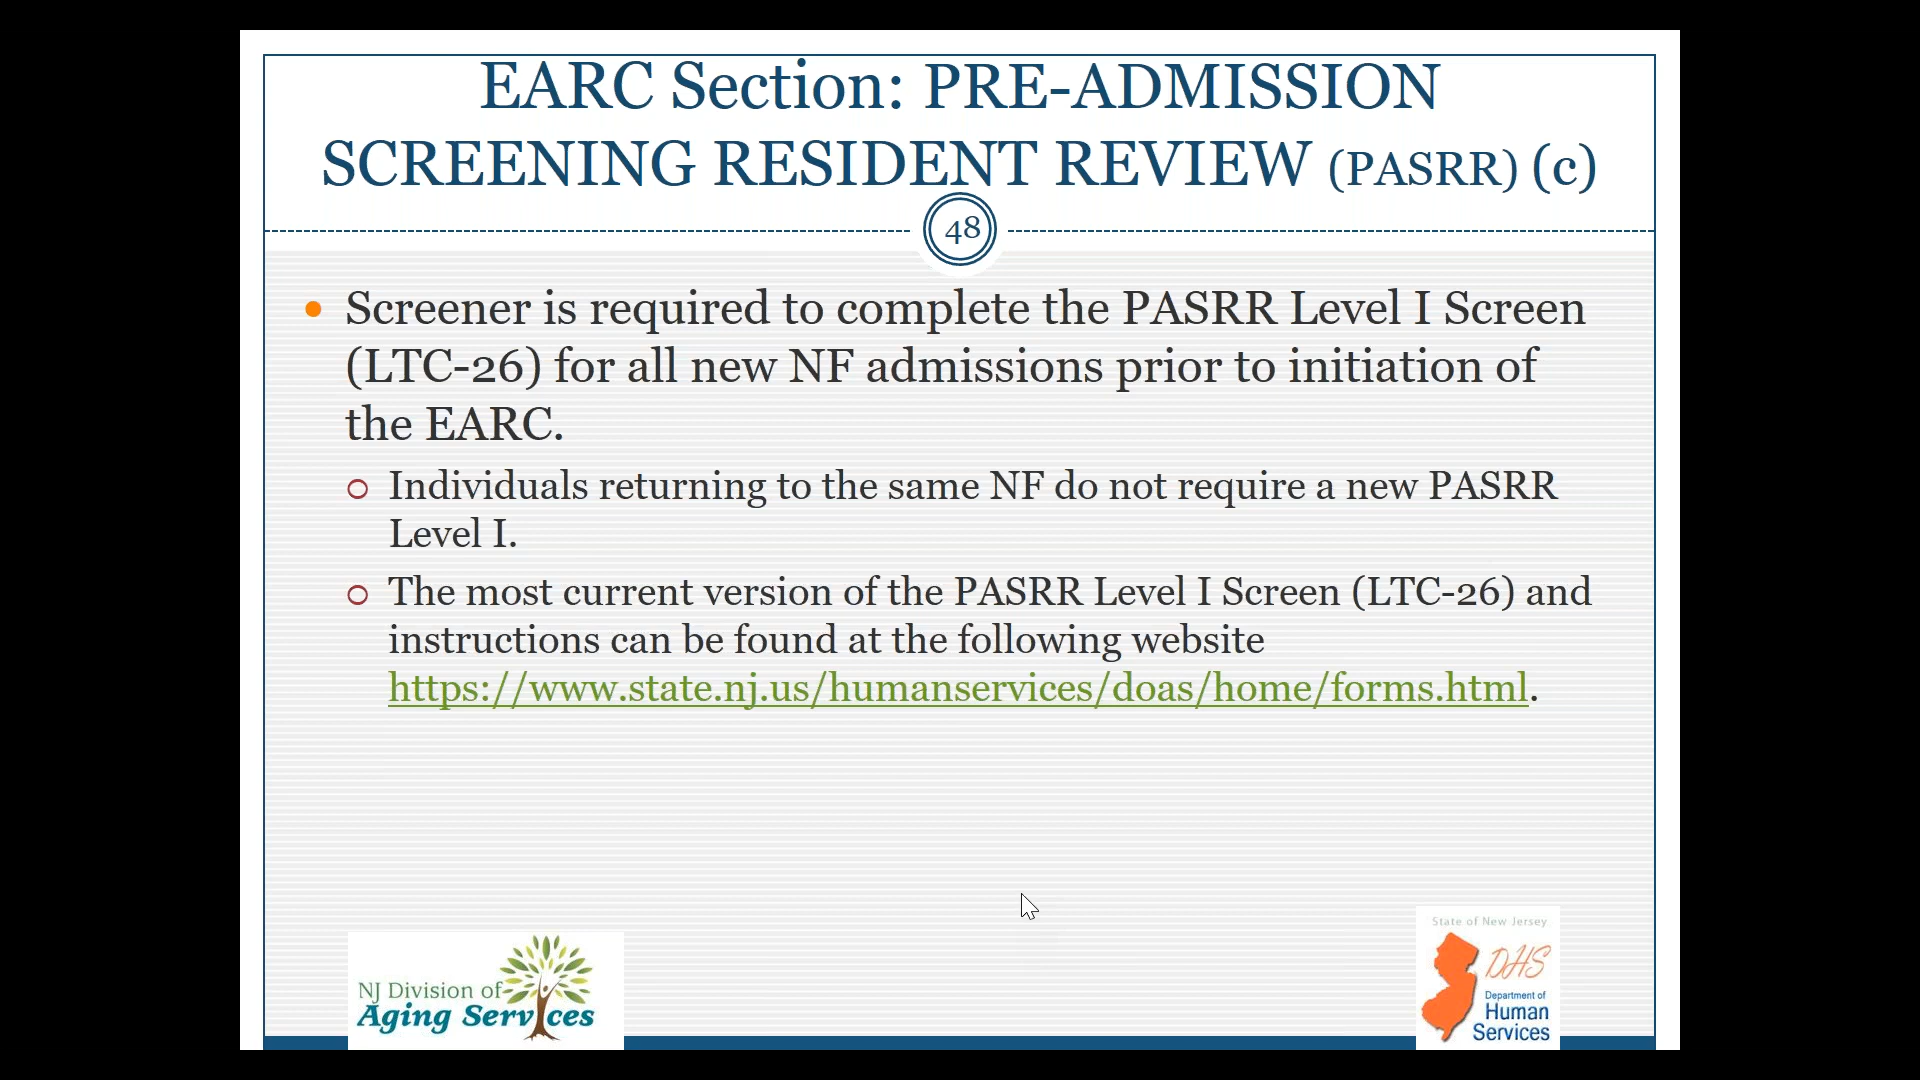 EARC Section: PRE-ADMISSION
SCREENING RESIDENT REVIEW (PASRR) (c)
48
Screener is required to complete the PASRR Level I Screen
(LTC-26) for all new NF admissions prior to initiation of
the EARC.
Individuals returning to the same NF do not require a new PASRR
Level I.
The most current version of the PASRR Level I Screen (LTC-26) and
instructions can be found at the following website
https://www.state.nj.us/humanservices/doas/home/forms.html.
NJ Division of
Aging Services
State of New Jersey
DHS
Department of
Human
Services